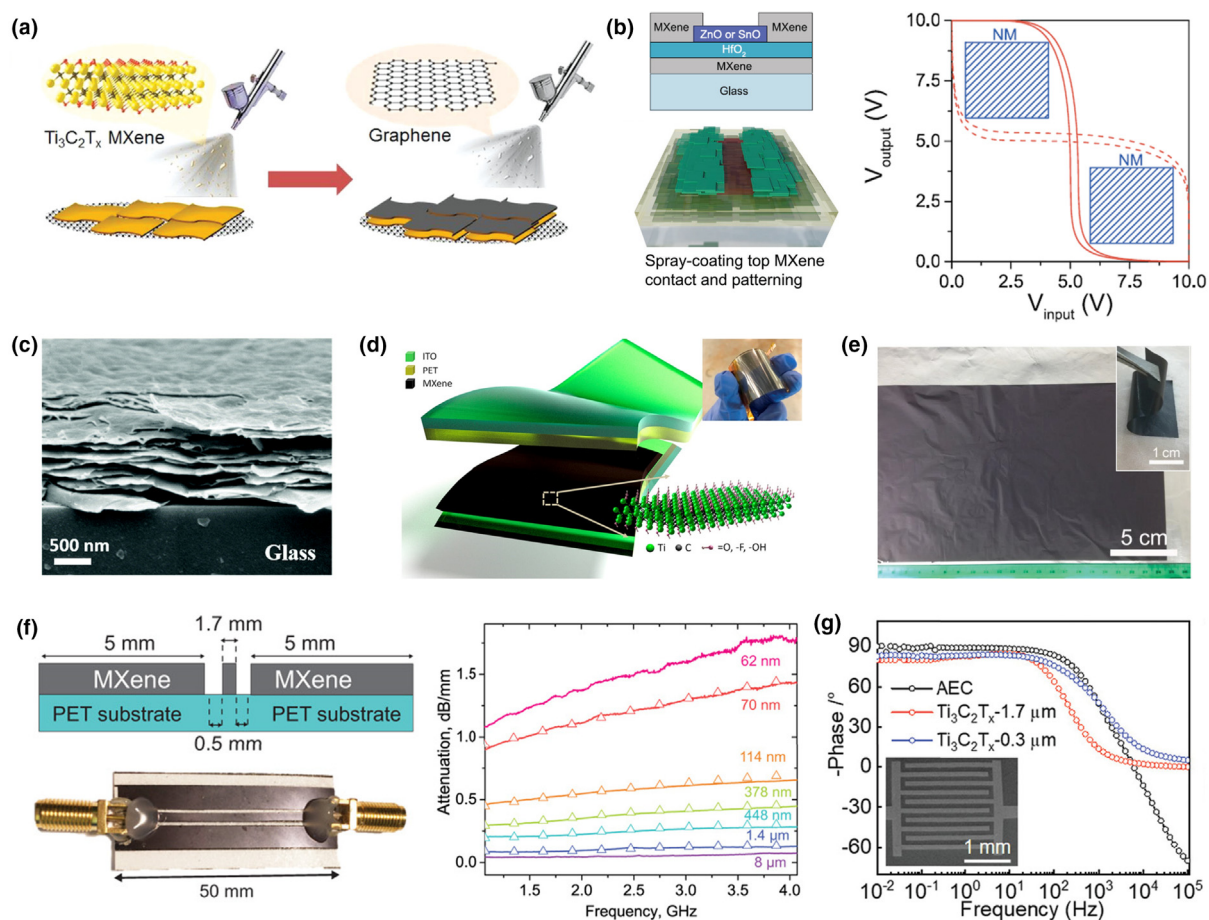 (a)
Ti₃C₂Tₓ MXene
Graphene
(b)
MXene
MXene
ZnO or SnO
HfO₂
MXene
Glass
Spray-coating top MXene
contact and patterning
10.0
7.5
5.0
2.5
0.0
V_output (V)
NM
NM
0.0
2.5
5.0
7.5
10.0
V_input (V)
(c)
500 nm
Glass
(d)
ITO
PET
MXene
Ti
C
=O, -F, -OH
(e)
1 cm
5 cm
(f)
1.7 mm
5 mm
5 mm
MXene
MXene
PET substrate
PET substrate
0.5 mm
50 mm
Attenuation, dB/mm
1.5
1.0
0.5
0.0
62 nm
70 nm
114 nm
378 nm
448 nm
1.4 µm
8 µm
1.5
2.0
2.5
3.0
3.5
4.0
Frequency, GHz
(g)
-Phase /°
90
60
30
0
-30
-60
AEC
Ti₃C₂Tₓ-1.7 µm
Ti₃C₂Tₓ-0.3 µm
1 mm
10⁻²
10⁻¹
10⁰
10¹
10²
10³
10⁴
10⁵
Frequency (Hz)